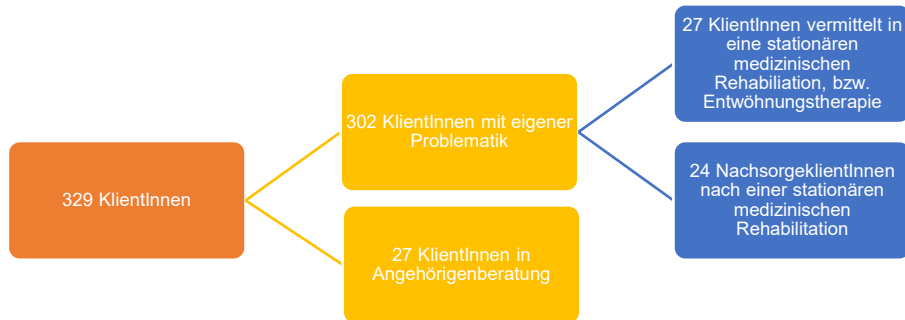 329 KlientInnen
302 KlientInnen mit eigener
Problematik
27 KlientInnen in
Angehörigenberatung
27 KlientInnen vermittelt in
eine stationären
medizinischen
Rehabiliation, bzw.
Entwöhnungstherapie
24 NachsorgeklientInnen
nach einer stationären
medizinischen
Rehabilitation